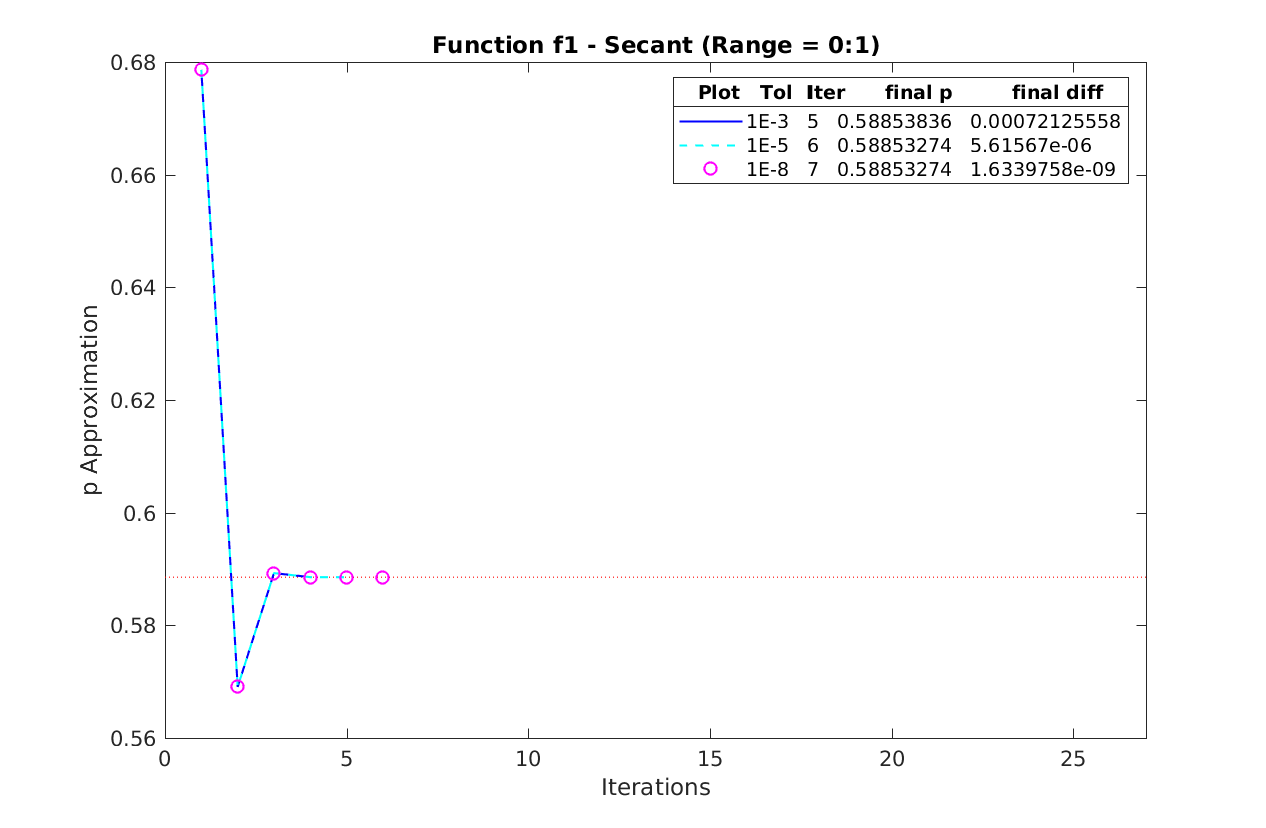 Function f1 - Secant (Range = 0:1)
Plot Tol Iter final p final diff
1E-3 5 0.58853836 0.00072125558
1E-5 6 0.58853274 5.61567e-06
1E-8 7 0.58853274 1.6339758e-09
0.68
0.66
0.64
0.62
0.6
0.58
0.56
p Approximation
0 5 10 15 20 25
Iterations